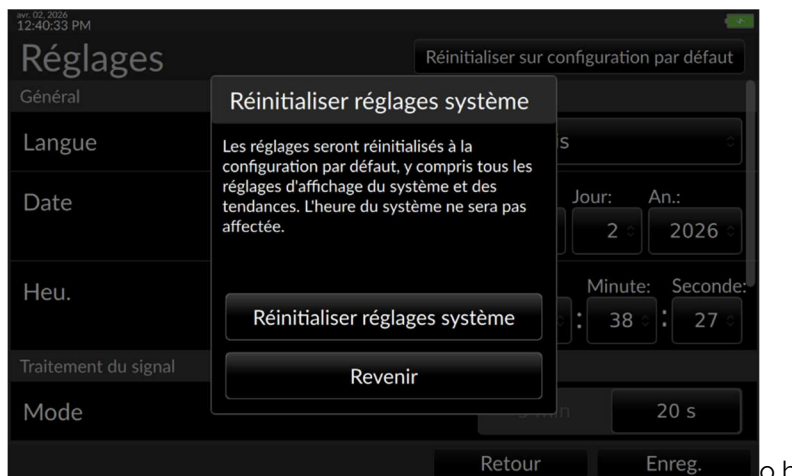 avr. 02, 2026
12:40:33 PM
Réglages
Réinitialiser sur configuration par défaut
Général
Réinitialiser réglages système
Langue
Les réglages seront réinitialisés à la
configuration par défaut, y compris tous les
réglages d'affichage du système et des
tendances. L'heure du système ne sera pas
affectée.
Date
Jour: An.:
2 2026
Heu.
Minute: Seconde:
: 38 : 27
Réinitialiser réglages système
Traitement du signal
Revenir
Mode
20 s
Retour Enreg.